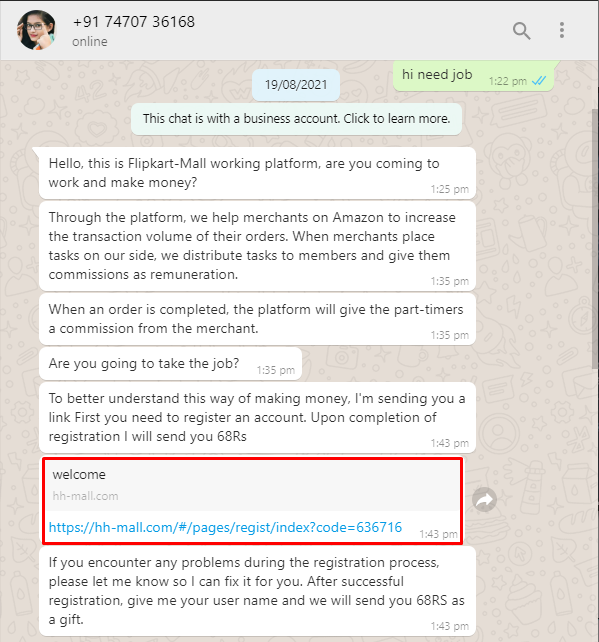 +91 74707 36168
online
hi need job
1:22 pm
19/08/2021
This chat is with a business account. Click to learn more.
Hello, this is Flipkart-Mall working platform, are you coming to
work and make money?
1:25 pm
Through the platform, we help merchants on Amazon to increase
the transaction volume of their orders. When merchants place
tasks on our side, we distribute tasks to members and give them
commissions as remuneration.
1:35 pm
When an order is completed, the platform will give the part-timers
a commission from the merchant.
1:35 pm
Are you going to take the job?
1:35 pm
To better understand this way of making money, I'm sending you a
link First you need to register an account. Upon completion of
registration I will send you 68Rs
1:43 pm
welcome
hh-mall.com
https://hh-mall.com/#/pages/regist/index?code=636716
1:43 pm
If you encounter any problems during the registration process,
please let me know so I can fix it for you. After successful
registration, give me your user name and we will send you 68RS as
a gift.
1:43 pm